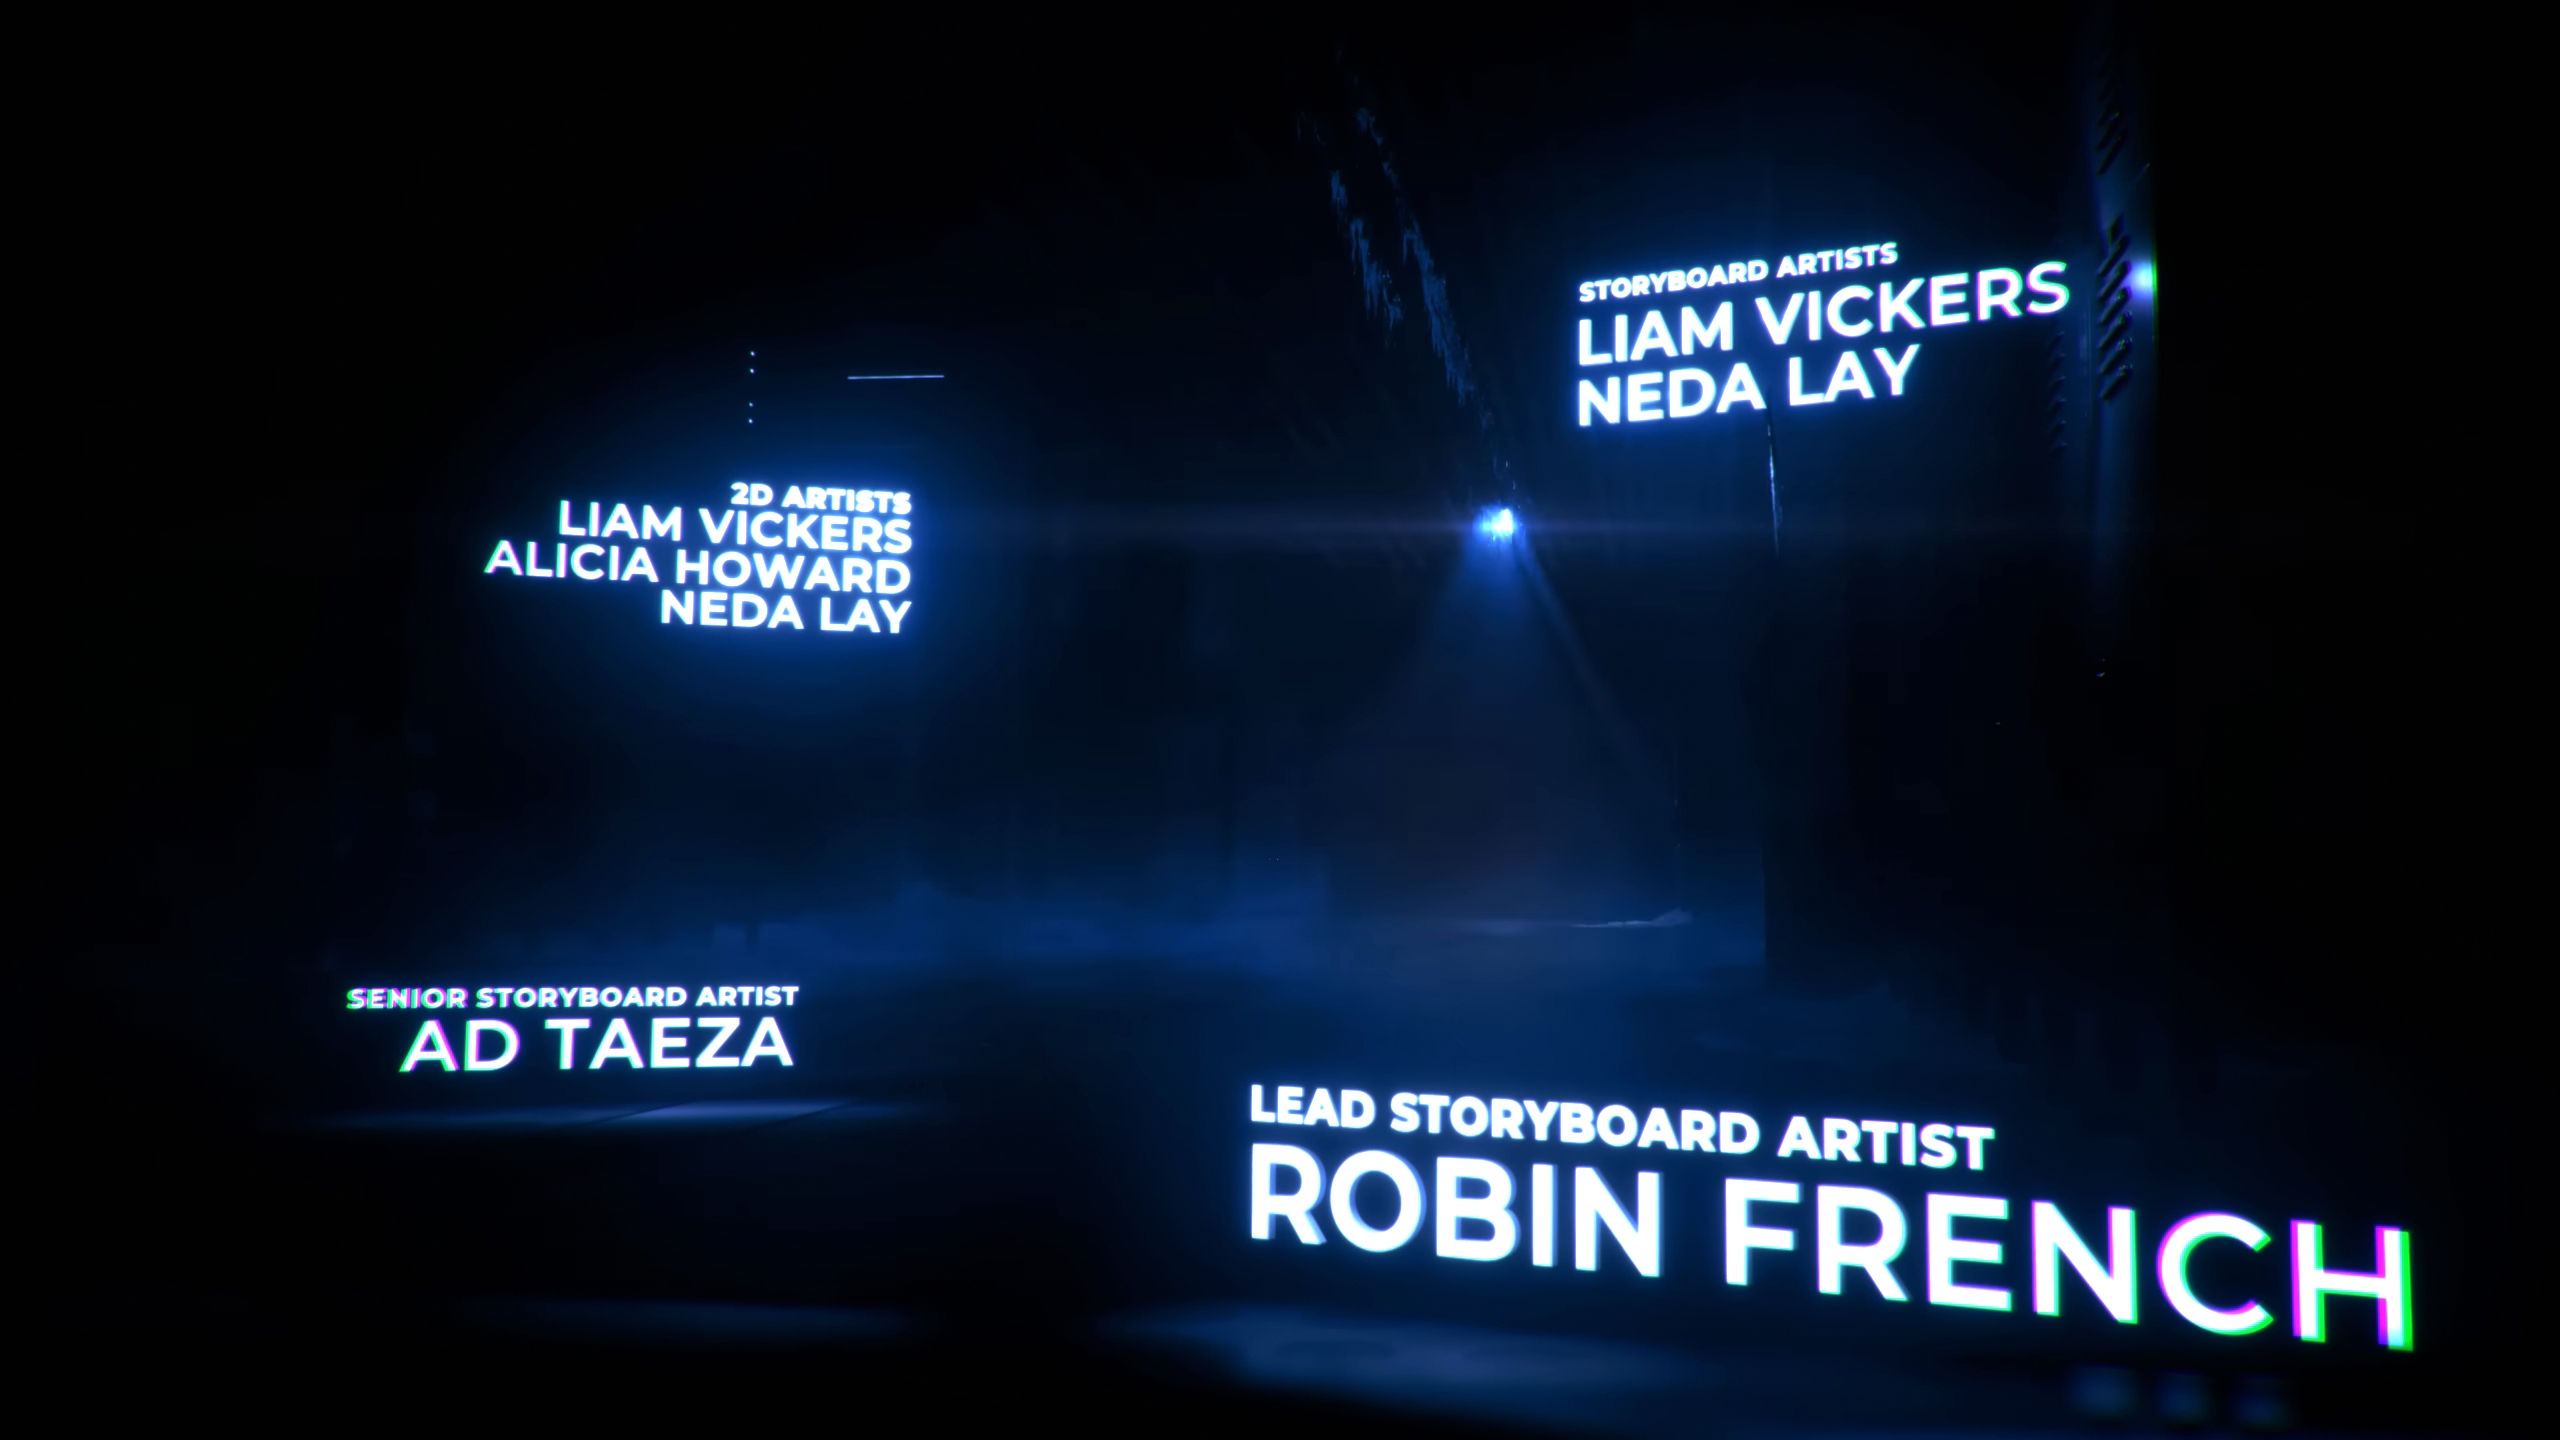 STORYBOARD ARTISTS
LIAM VICKERS
NEDA LAY
2D ARTISTS
LIAM VICKERS
ALICIA HOWARD
NEDA LAY
SENIOR STORYBOARD ARTIST
AD TAEZA
LEAD STORYBOARD ARTIST
ROBIN FRENCH